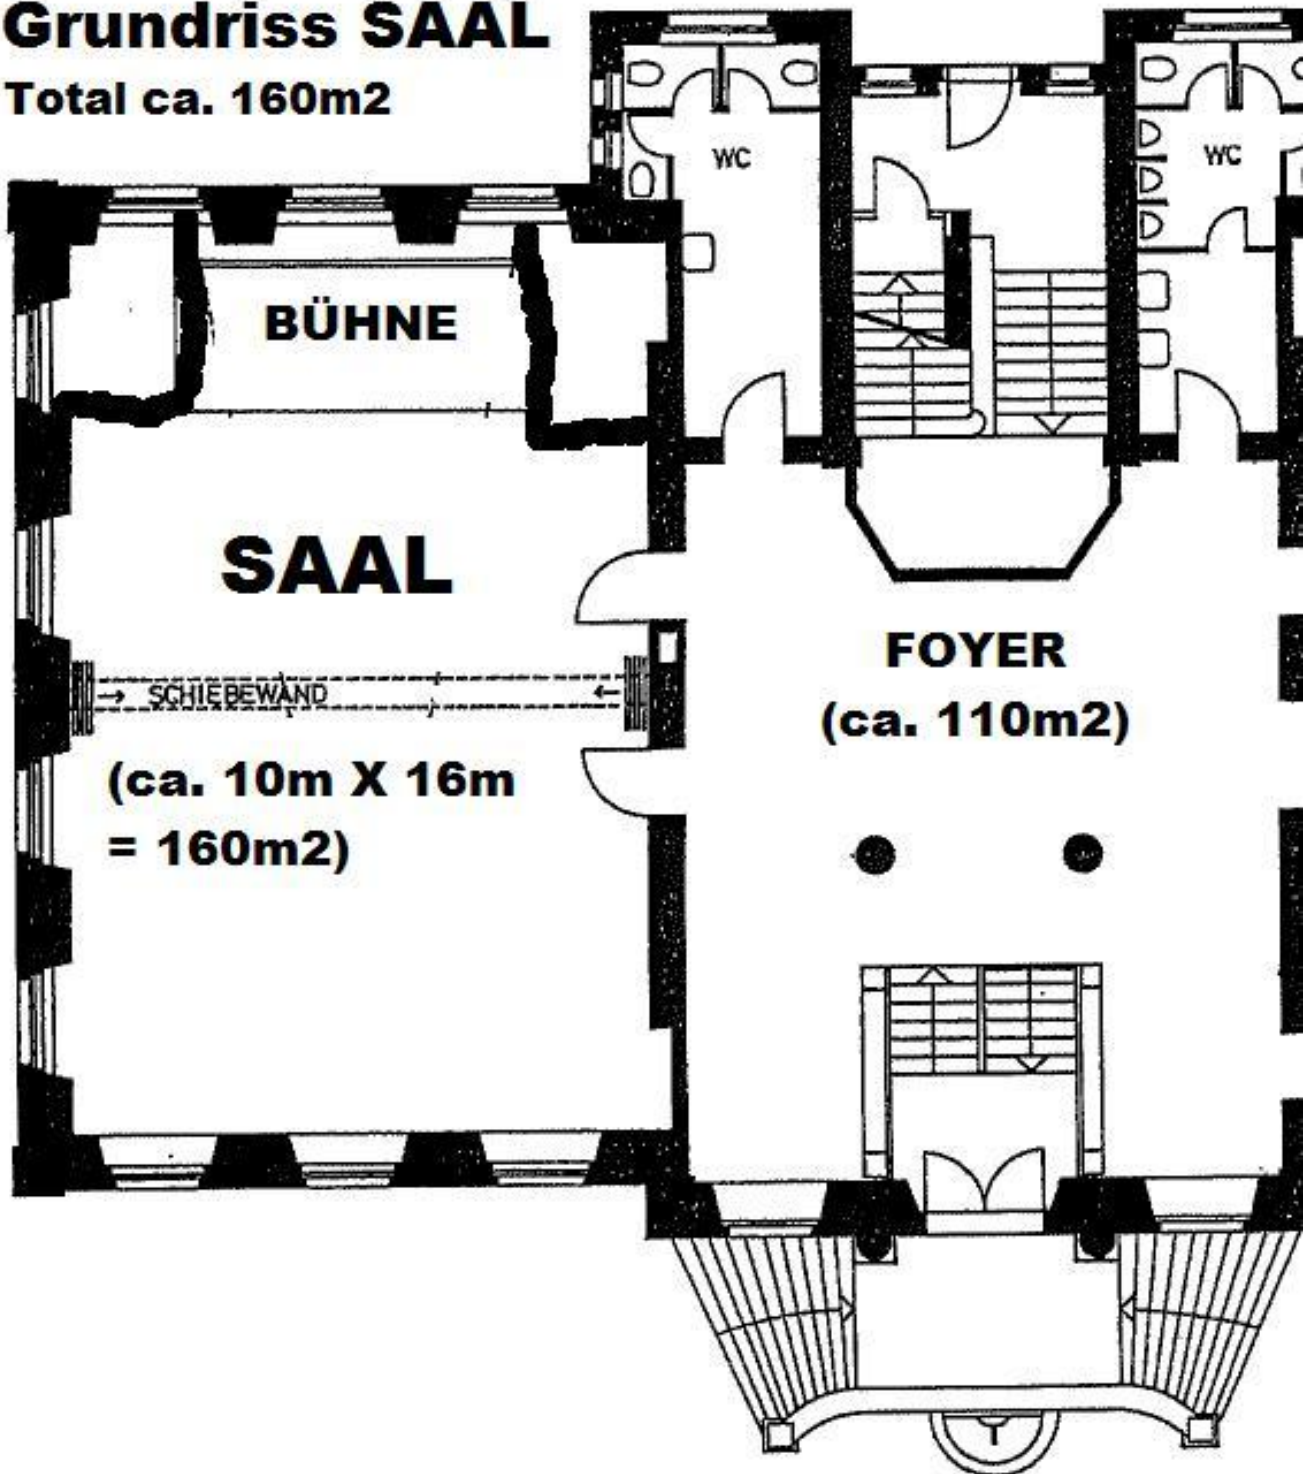 Grundriss SAAL
Total ca. 160m2
WC
WC
BÜHNE
SAAL
FOYER
(ca. 110m2)
SCHIEBEWAND
(ca. 10m X 16m
= 160m2)